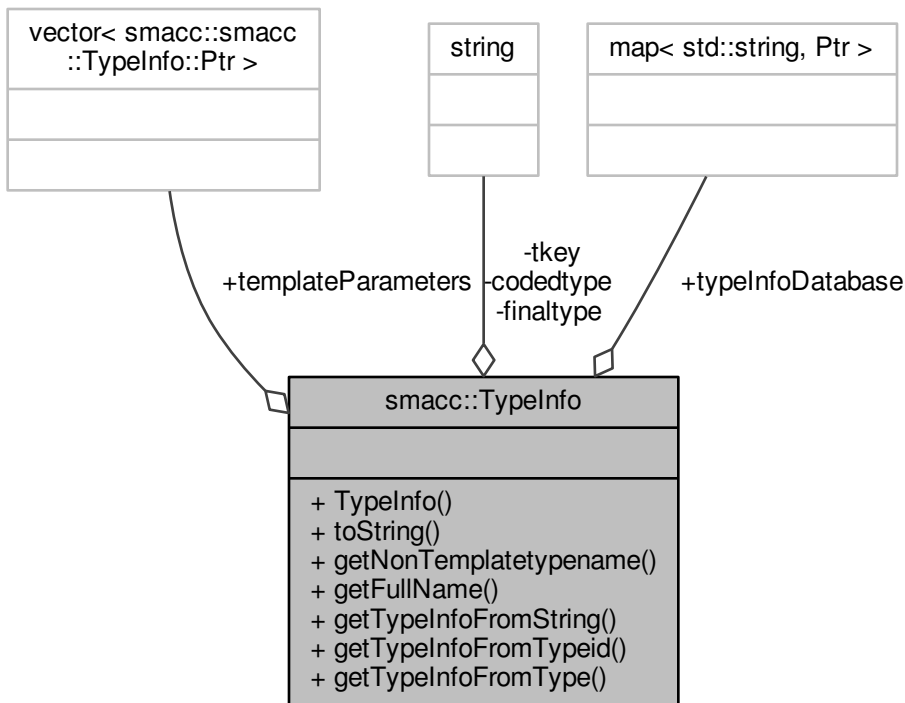 vector< smacc::smacc
::TypeInfo::Ptr >
string
map< std::string, Ptr >
+templateParameters
-tkey
-codedtype
-finaltype
+typeInfoDatabase
smacc::TypeInfo
+ TypeInfo()
+ toString()
+ getNonTemplatetypename()
+ getFullName()
+ getTypeInfoFromString()
+ getTypeInfoFromTypeid()
+ getTypeInfoFromType()